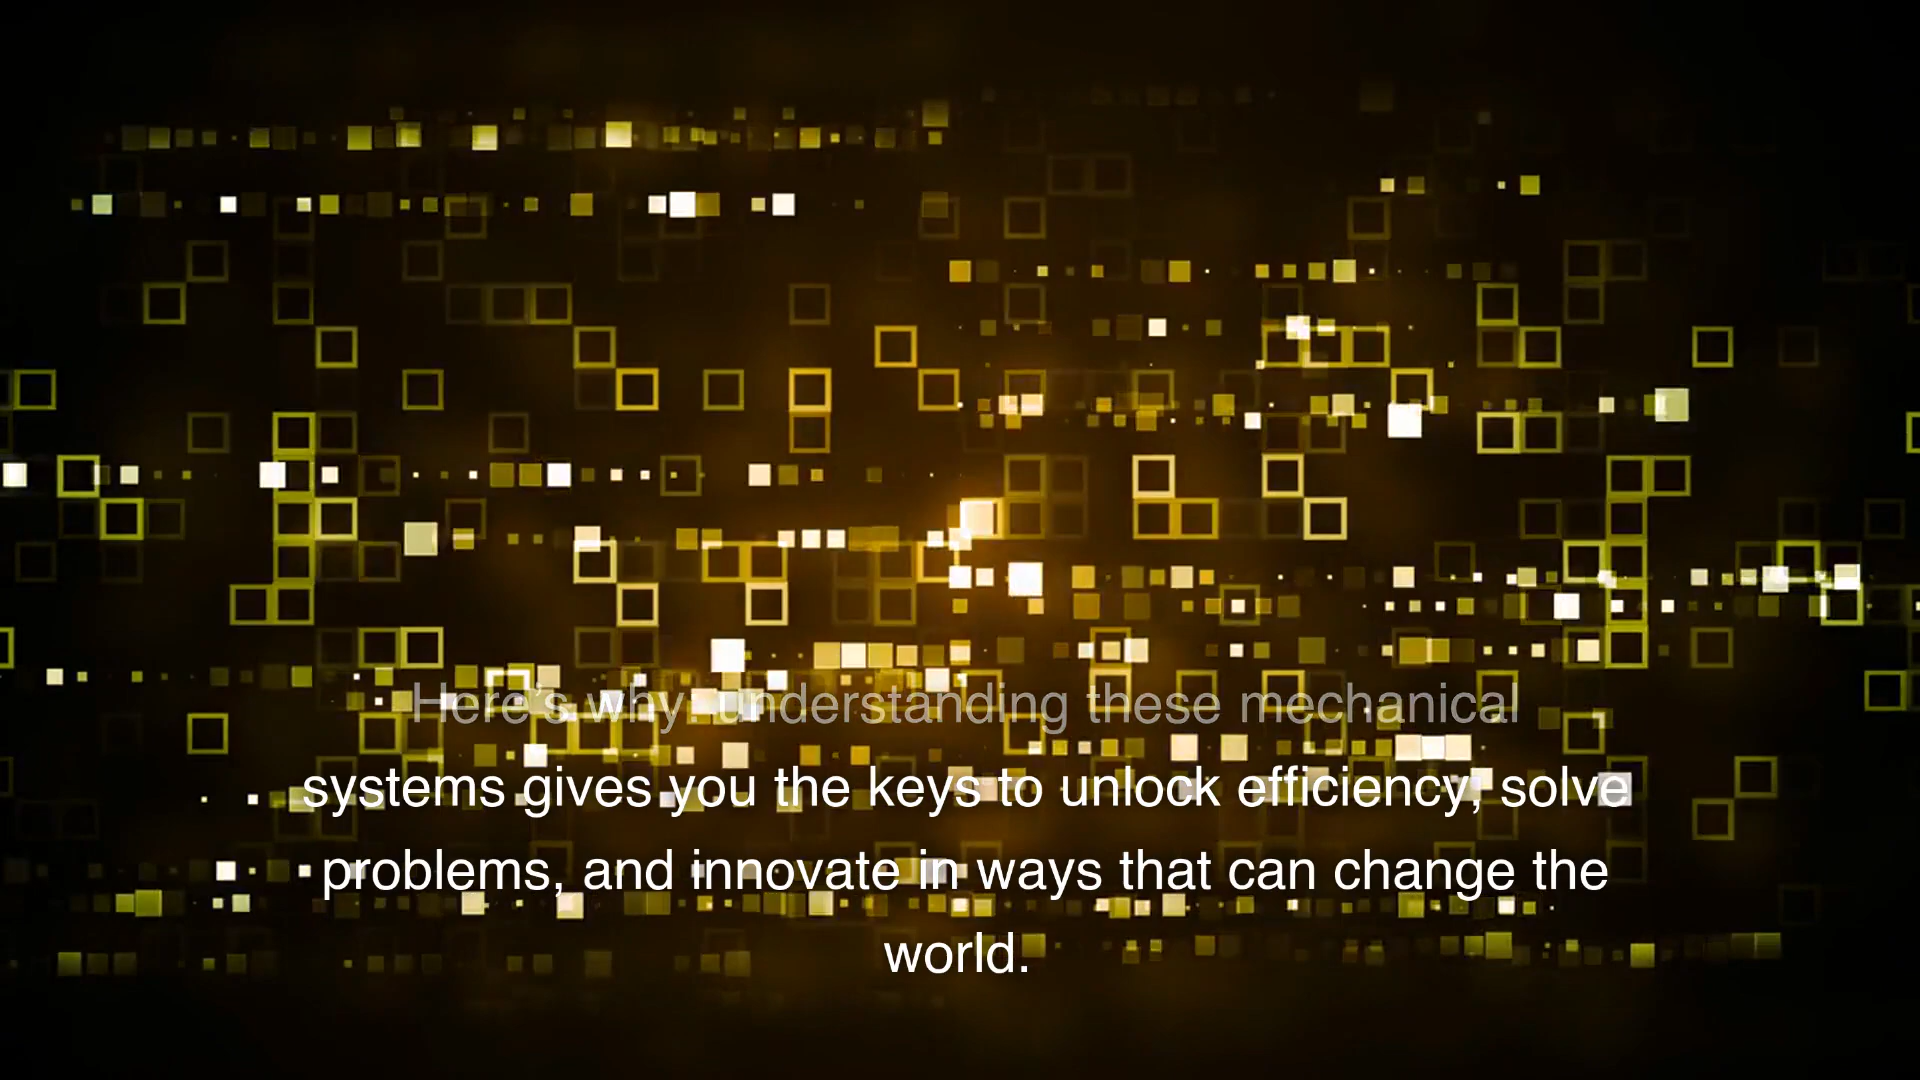 Here's why: understanding these mechanical
systems gives you the keys to unlock efficiency, solve
problems, and innovate in ways that can change the
world.